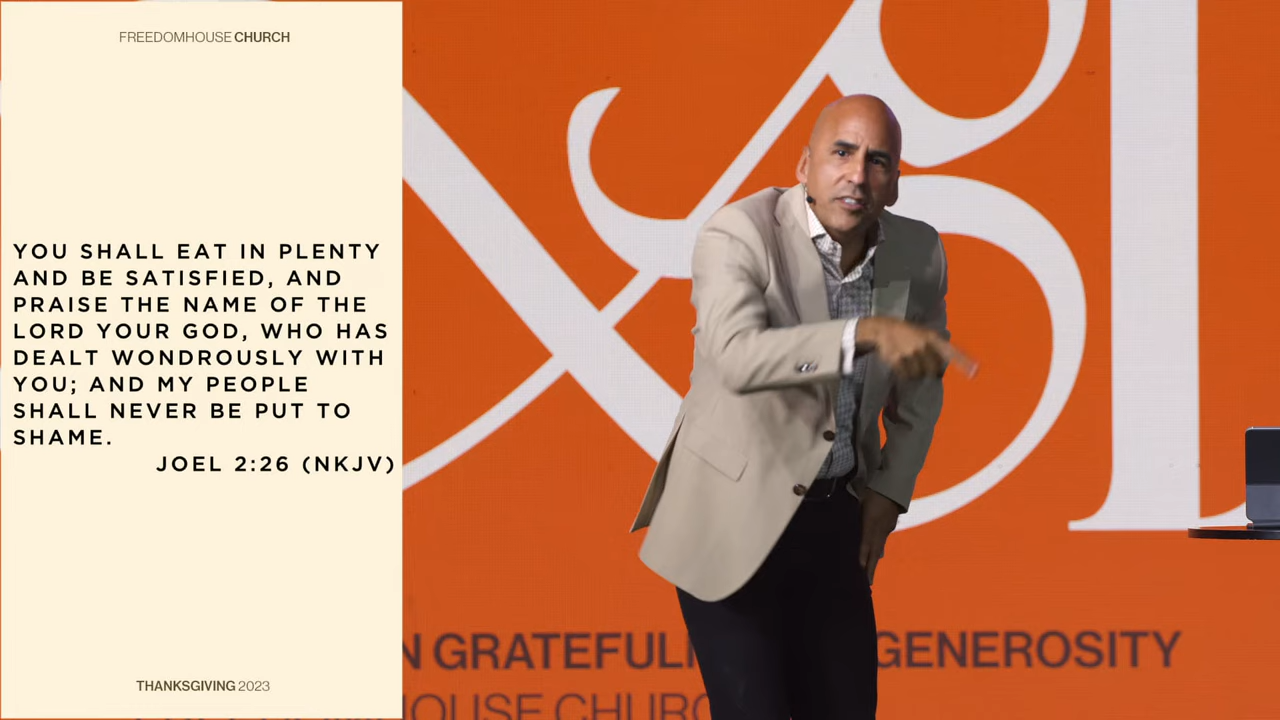 FREEDOMHOUSE CHURCH
YOU SHALL EAT IN PLENTY
AND BE SATISFIED, AND
PRAISE THE NAME OF THE
LORD YOUR GOD, WHO HAS
DEALT WONDROUSLY WITH
YOU; AND MY PEOPLE
SHALL NEVER BE PUT TO
SHAME.
JOEL 2:26 (NKJV)
THANKSGIVING 2023
GENEROSITY